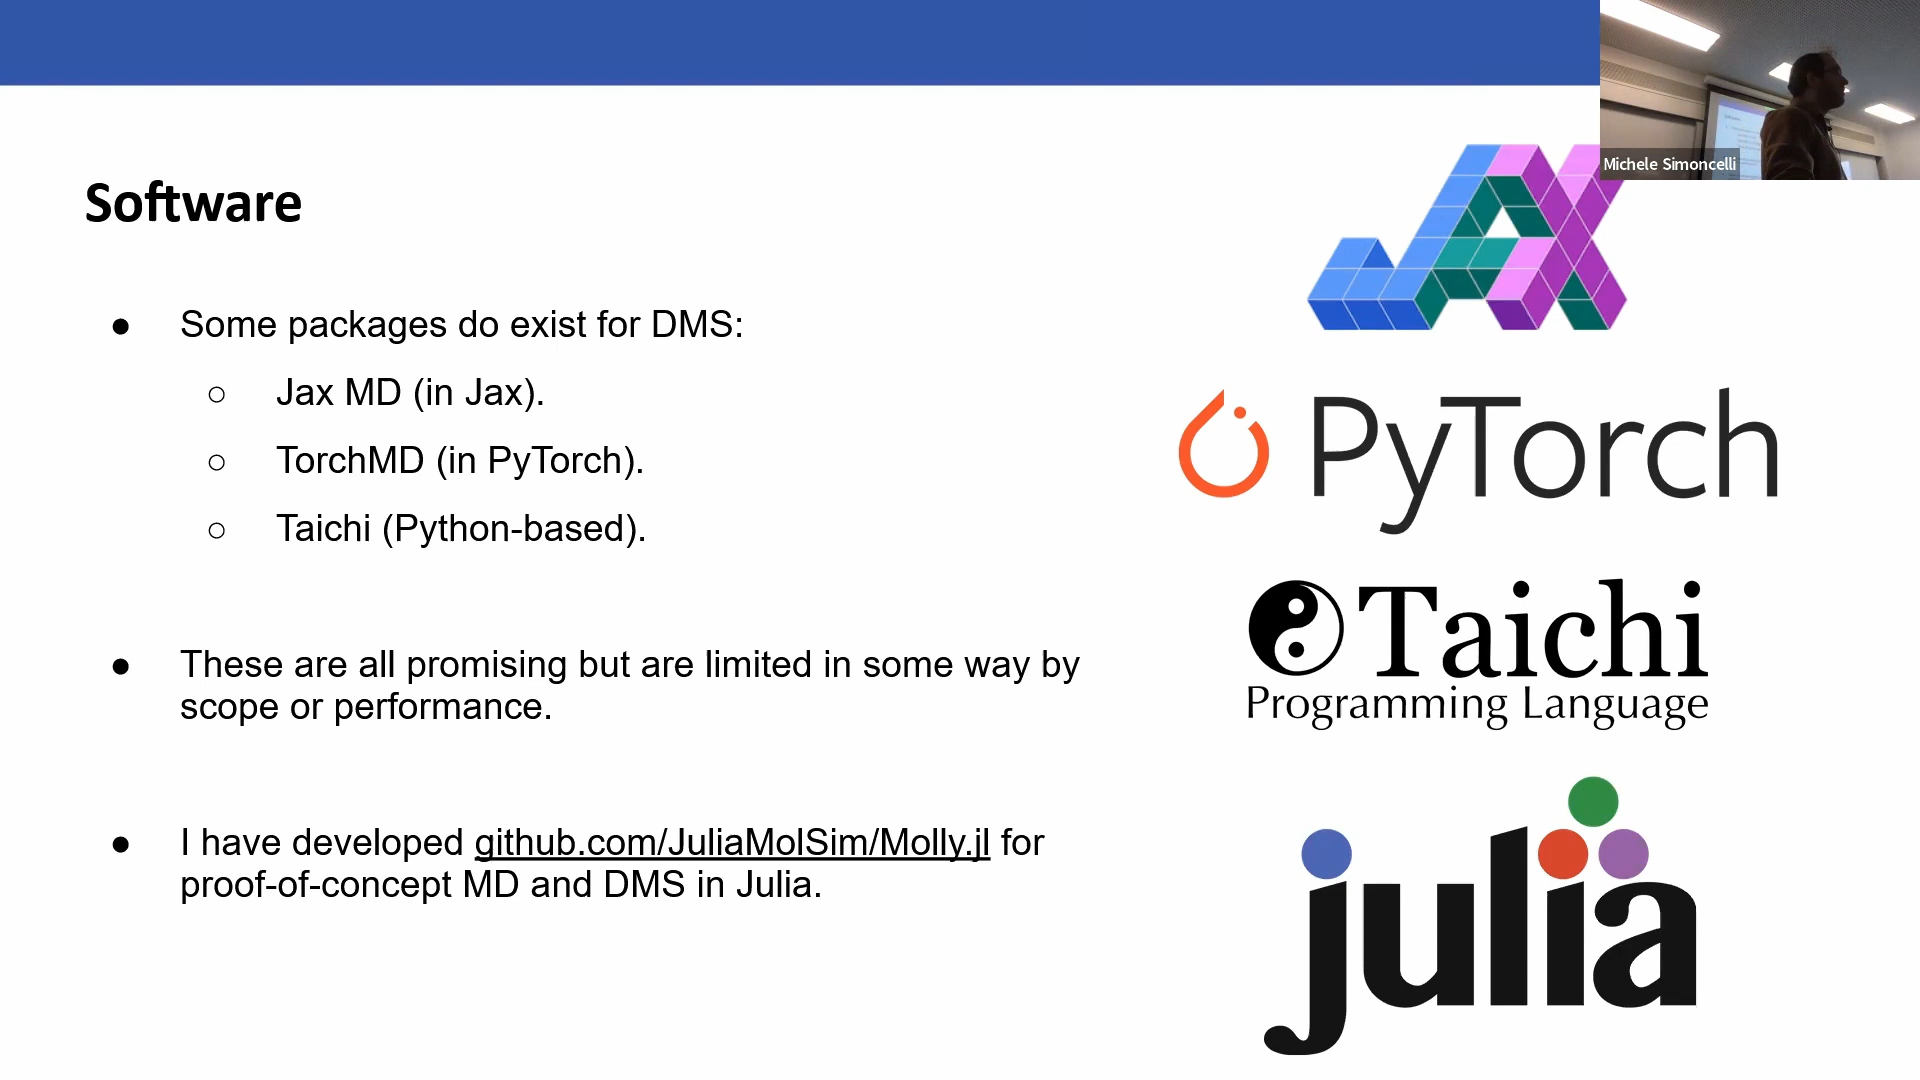 Michele Simoncelli
Software
● Some packages do exist for DMS:
○ Jax MD (in Jax).
○ TorchMD (in PyTorch).
○ Taichi (Python-based).
● These are all promising but are limited in some way by
scope or performance.
● I have developed github.com/JuliaMolSim/Molly.jl for
proof-of-concept MD and DMS in Julia.
JAX
PyTorch
Taichi
Programming Language
julia